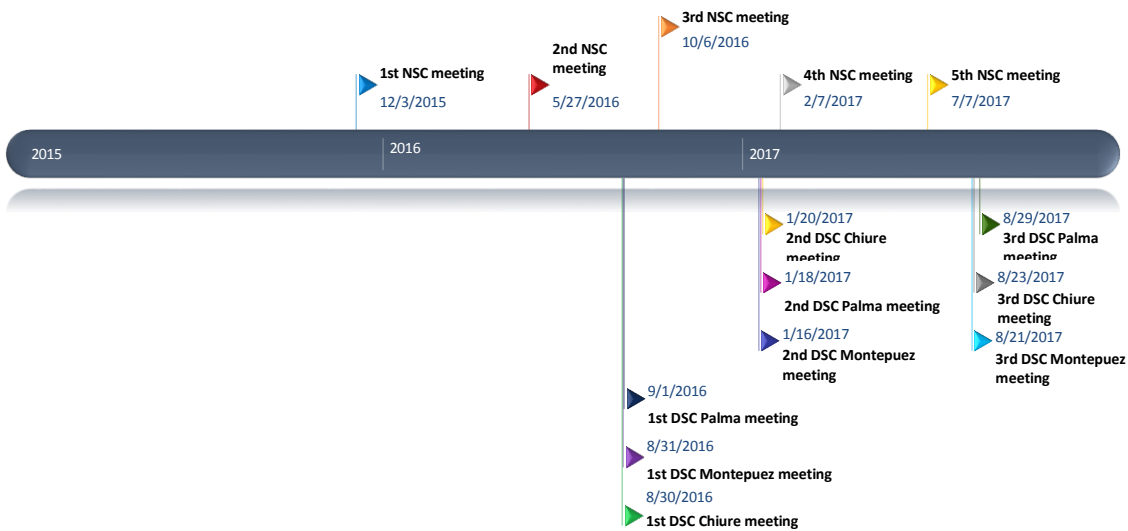 3rd NSC meeting
10/6/2016
2nd NSC
meeting
5/27/2016
1st NSC meeting
12/3/2015
4th NSC meeting
2/7/2017
5th NSC meeting
7/7/2017
2015
2016
2017
1/20/2017
2nd DSC Chiure
meeting
8/29/2017
3rd DSC Palma
meeting
1/18/2017
2nd DSC Palma meeting
8/23/2017
3rd DSC Chiure
meeting
1/16/2017
2nd DSC Montepuez
meeting
8/21/2017
3rd DSC Montepuez
meeting
9/1/2016
1st DSC Palma meeting
8/31/2016
1st DSC Montepuez meeting
8/30/2016
1st DSC Chiure meeting